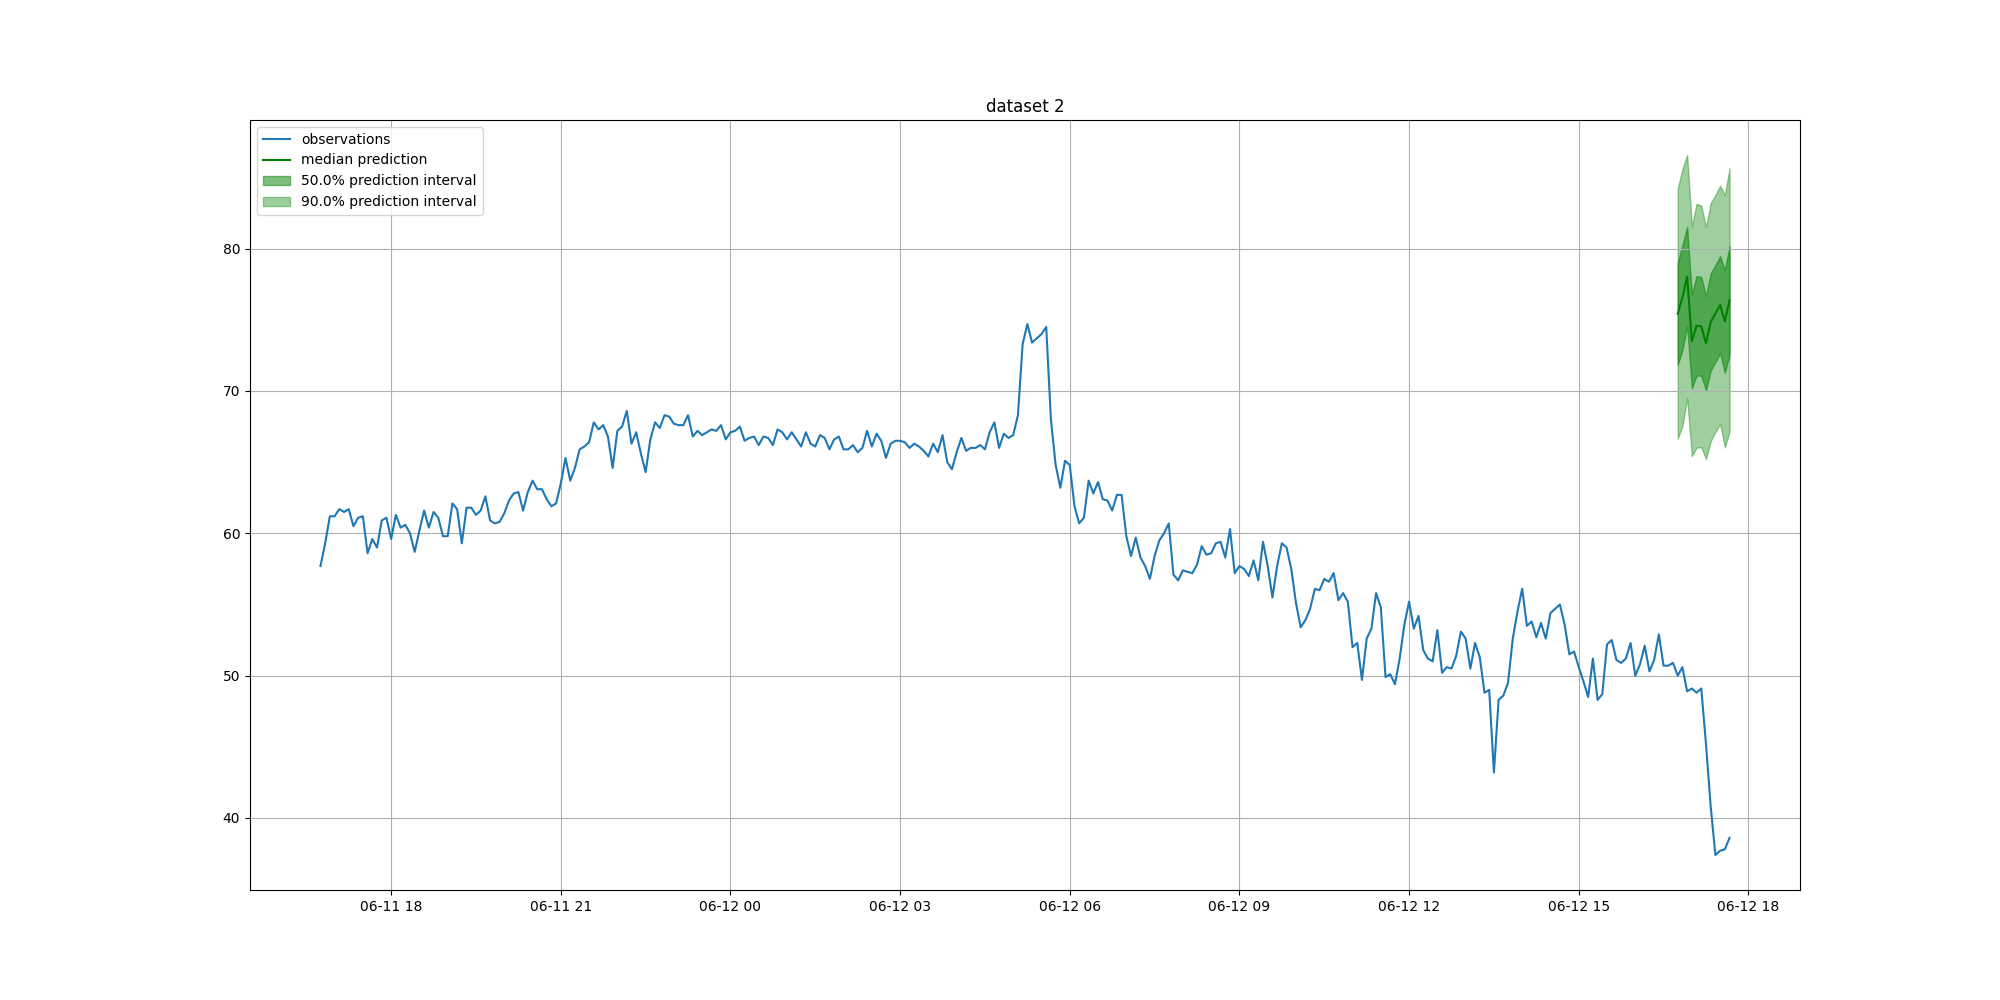 dataset 2
observations
median prediction
50.0% prediction interval
90.0% prediction interval
80
70
60
50
40
06-11 18
06-11 21
06-12 00
06-12 03
06-12 06
06-12 09
06-12 12
06-12 15
06-12 18